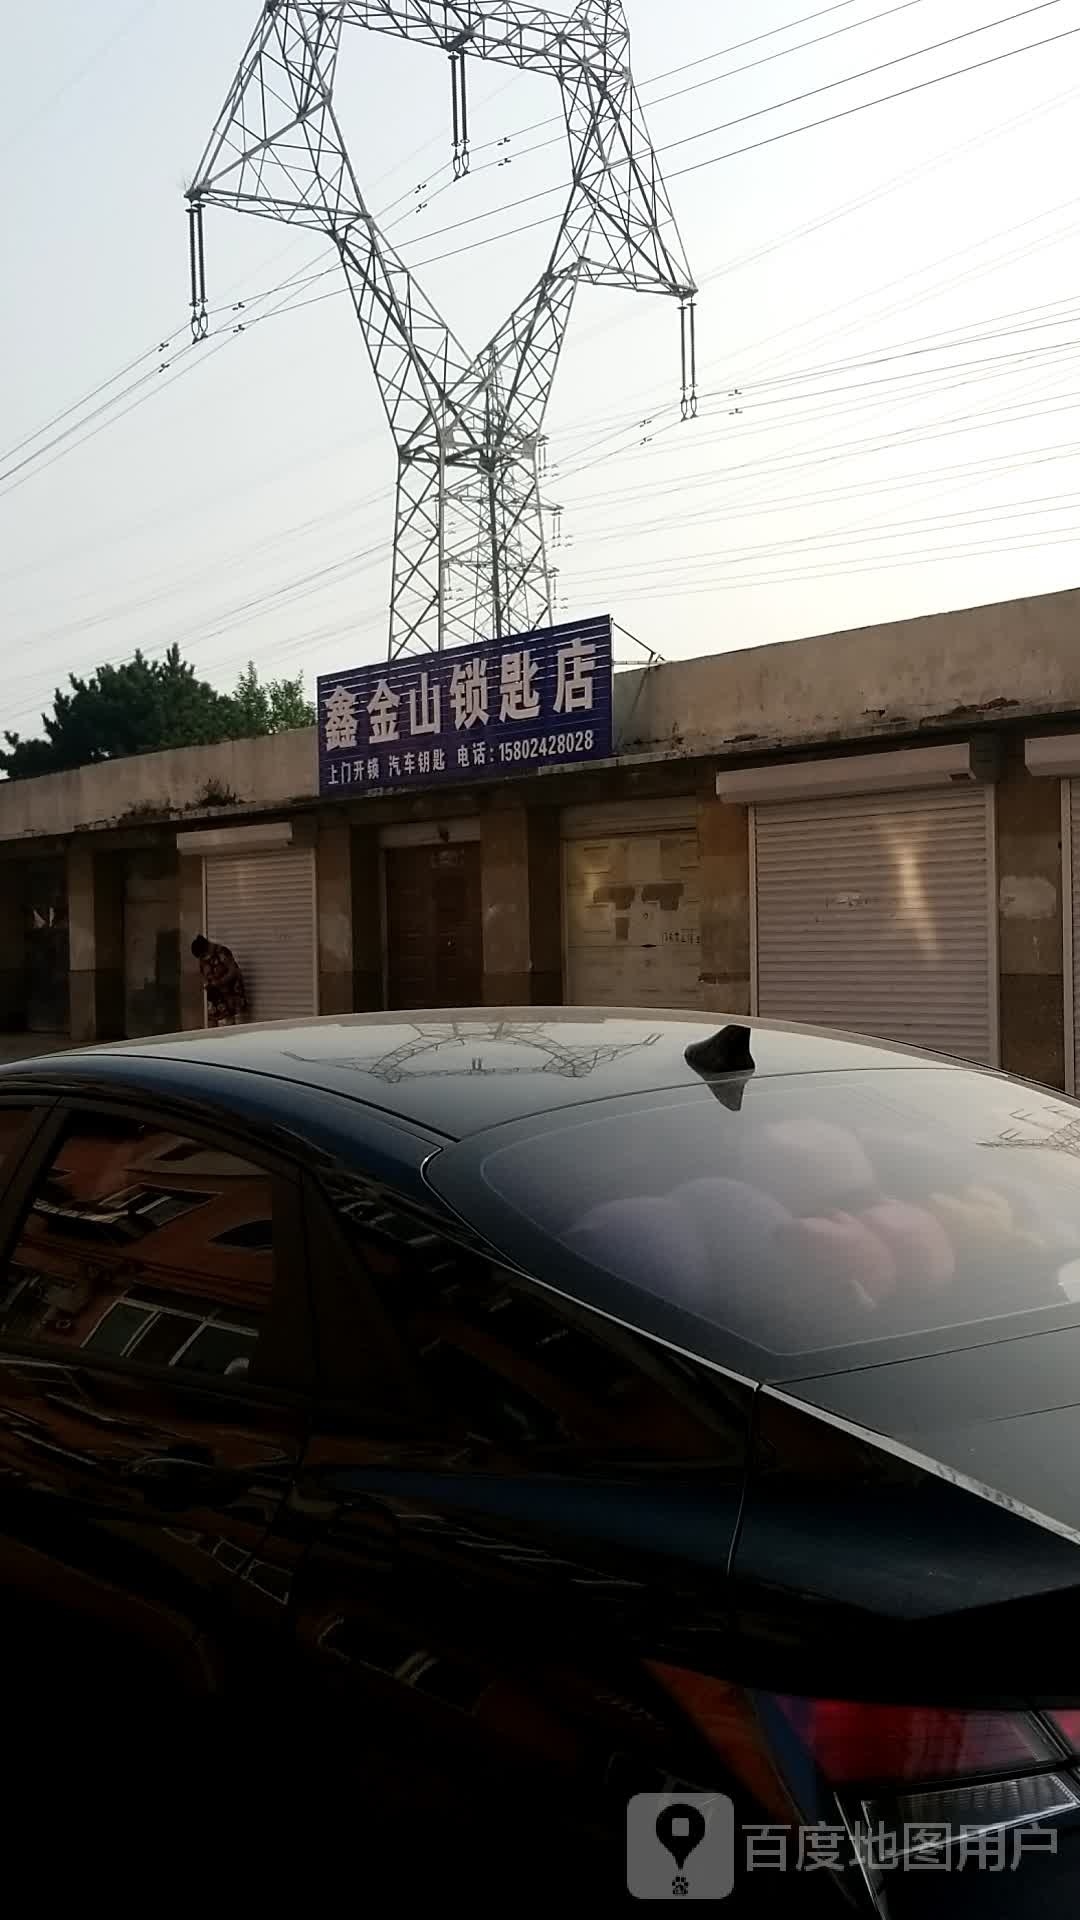 鑫金山锁匙店
上门开锁 汽车钥匙 电话:15802428028
百度地图用户